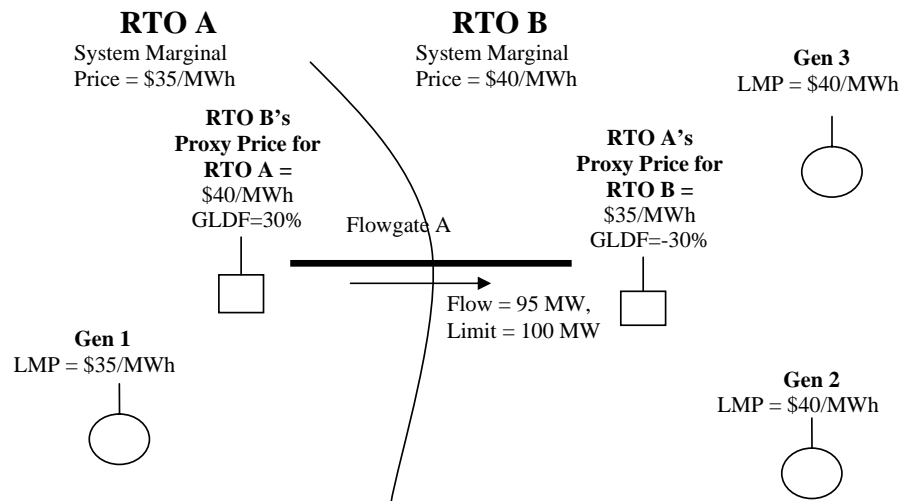 RTO A
System Marginal
Price = $35/MWh
RTO B
System Marginal
Price = $40/MWh
Gen 3
LMP = $40/MWh
RTO B’s
Proxy Price for
RTO A =
$40/MWh
GLDF=30%
RTO A’s
Proxy Price for
RTO B =
$35/MWh
GLDF=-30%
Flowgate A
Flow = 95 MW,
Limit = 100 MW
Gen 1
LMP = $35/MWh
Gen 2
LMP = $40/MWh